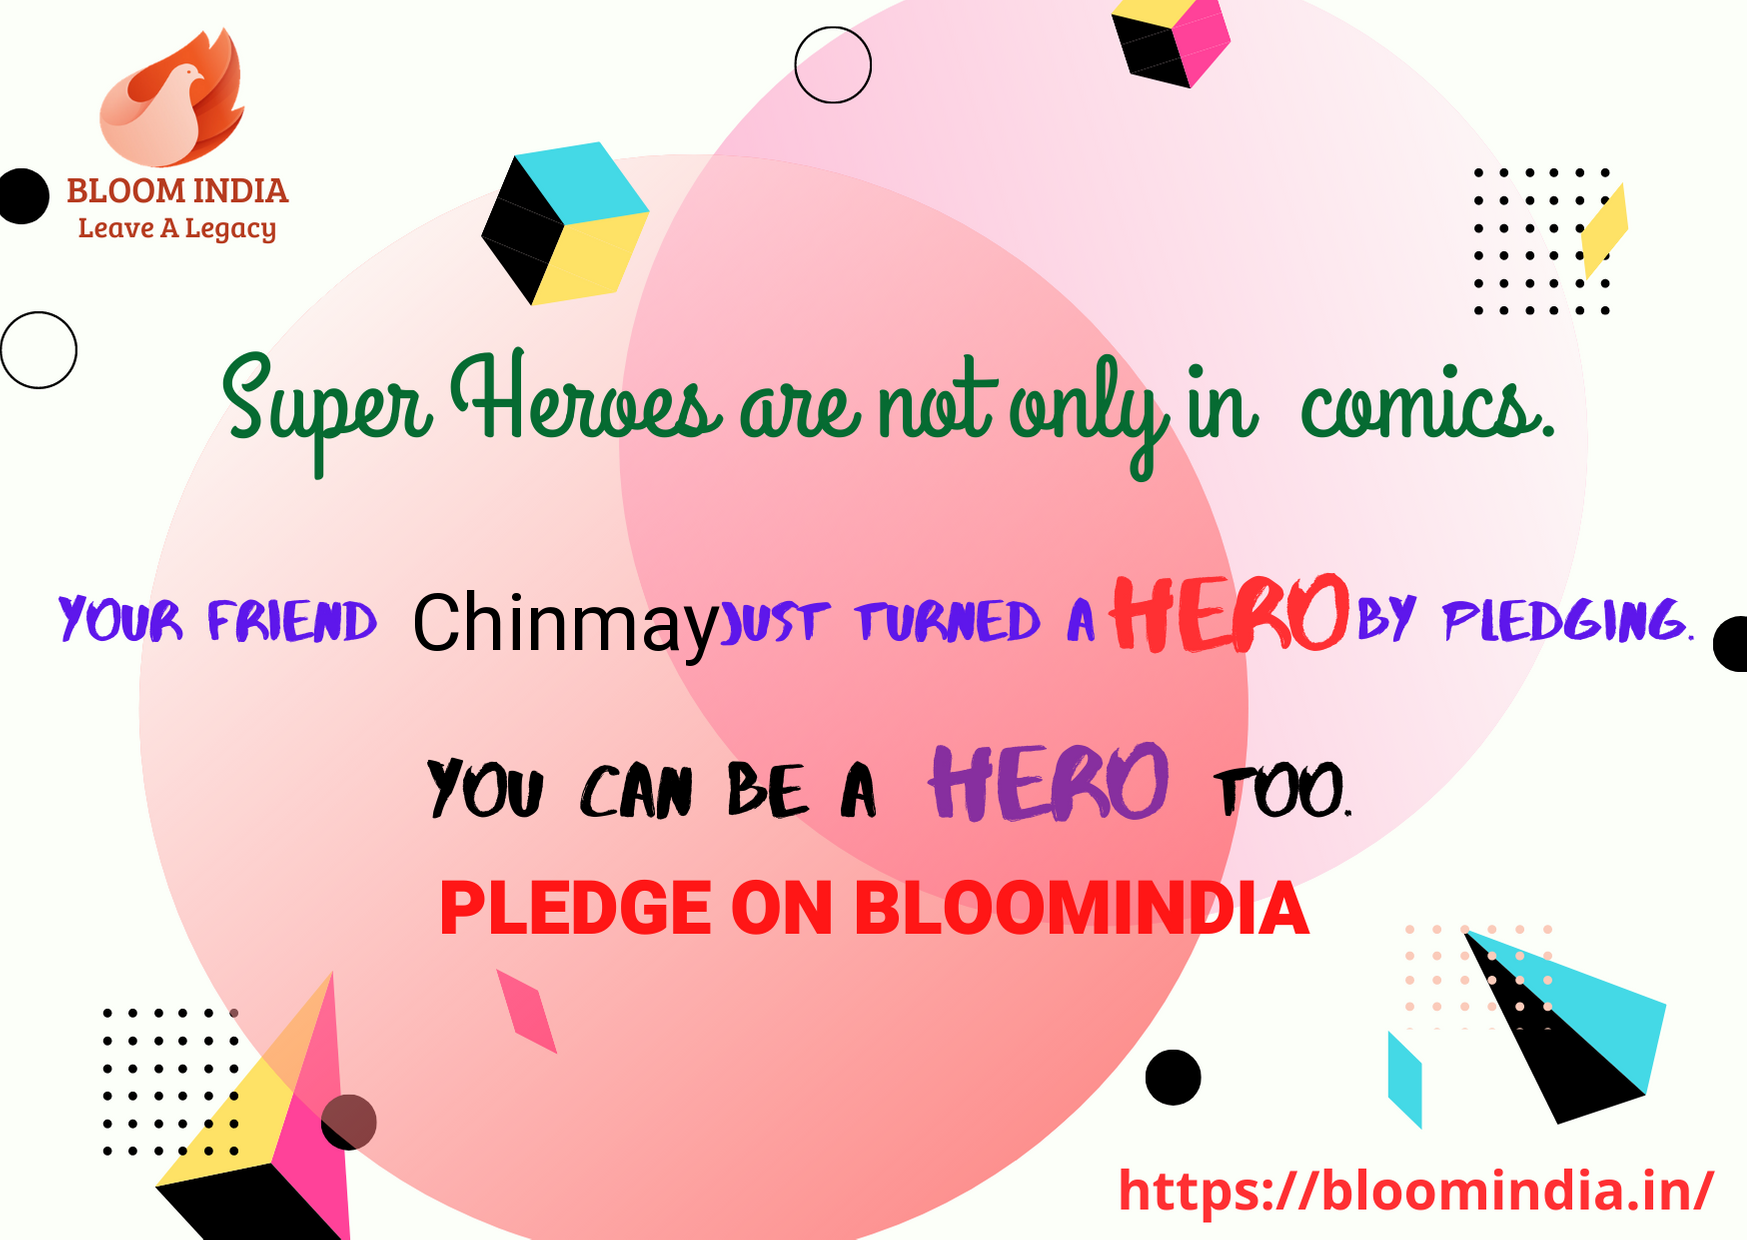 BLOOM INDIA
Leave A Legacy
Super Heroes are not only in comics.
YOUR FRIEND Chinmay JUST TURNED A HERO BY PLEDGING.
YOU CAN BE A HERO TOO.
PLEDGE ON BLOOMINDIA
https://bloomindia.in/